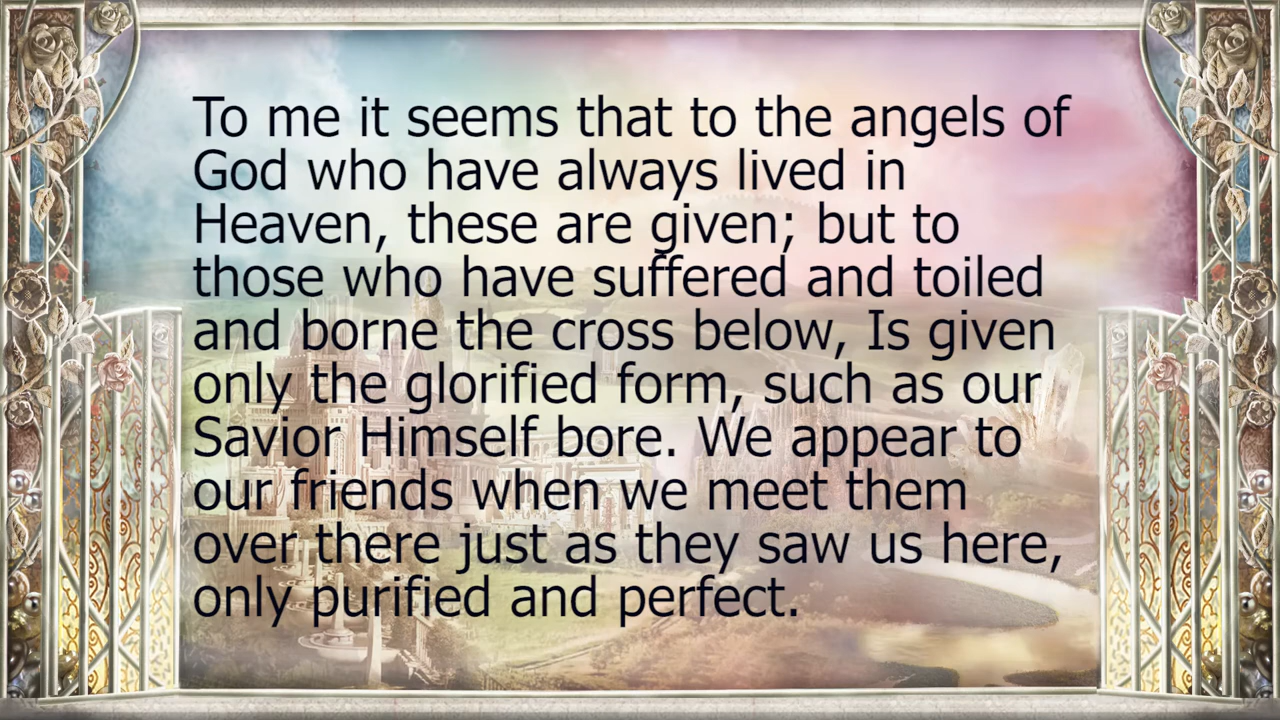 To me it seems that to the angels of
God who have always lived in
Heaven, these are given; but to
those who have suffered and toiled
and borne the cross below, Is given
only the glorified form, such as our
Savior Himself bore. We appear to
our friends when we meet them
over there just as they saw us here,
only purified and perfect.